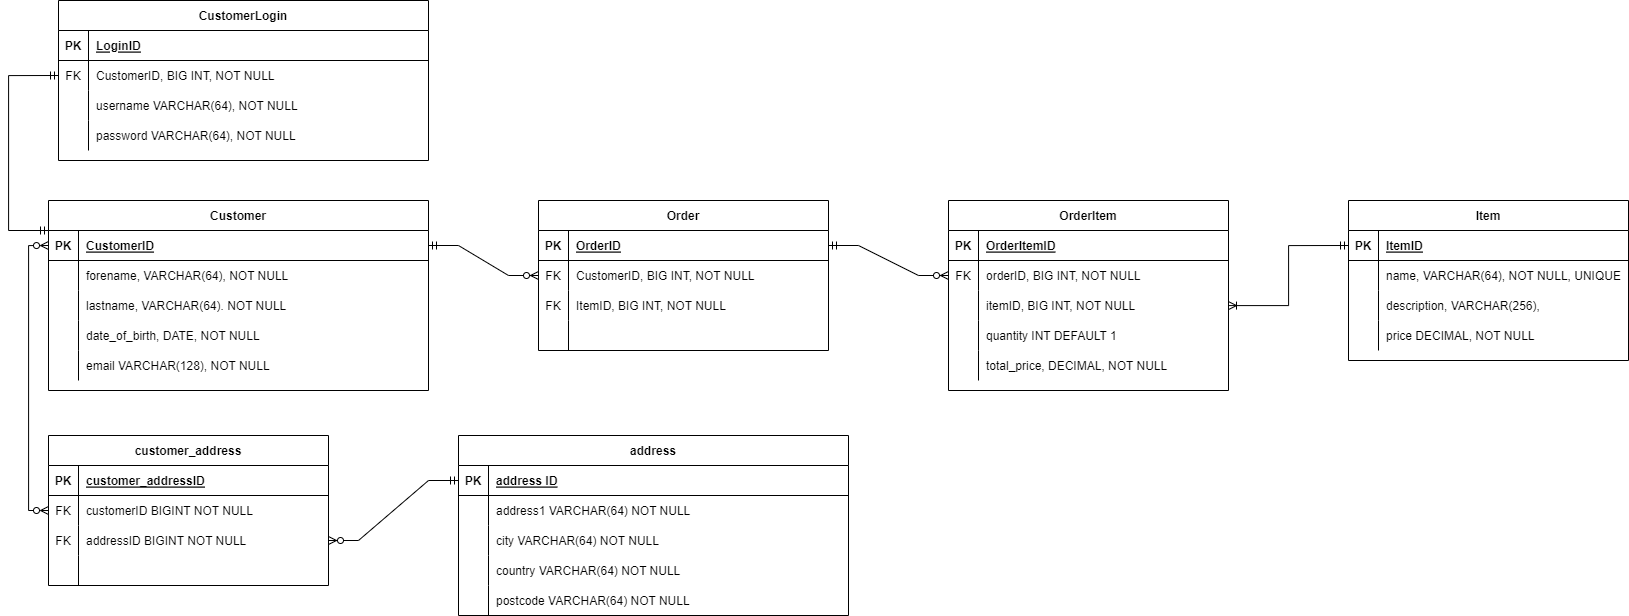 CustomerLogin
PK LoginID
FK CustomerID, BIG INT, NOT NULL
username VARCHAR(64), NOT NULL
password VARCHAR(64), NOT NULL
Customer
PK CustomerID
forename, VARCHAR(64), NOT NULL
lastname, VARCHAR(64). NOT NULL
date_of_birth, DATE, NOT NULL
email VARCHAR(128), NOT NULL
Order
PK OrderID
FK CustomerID, BIG INT, NOT NULL
FK ItemID, BIG INT, NOT NULL
OrderItem
PK OrderItemID
FK orderID, BIG INT, NOT NULL
itemID, BIG INT, NOT NULL
quantity INT DEFAULT 1
total_price, DECIMAL, NOT NULL
Item
PK ItemID
name, VARCHAR(64), NOT NULL, UNIQUE
description, VARCHAR(256),
price DECIMAL, NOT NULL
customer_address
PK customer_addressID
FK customerID BIGINT NOT NULL
FK addressID BIGINT NOT NULL
address
PK address ID
address1 VARCHAR(64) NOT NULL
city VARCHAR(64) NOT NULL
country VARCHAR(64) NOT NULL
postcode VARCHAR(64) NOT NULL